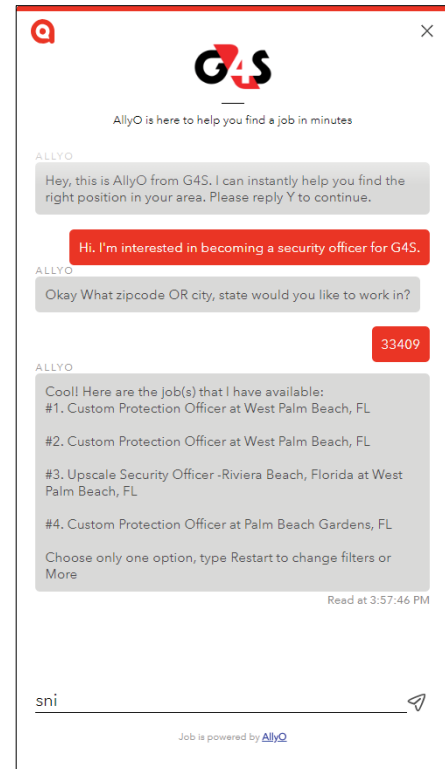 G4S
AllyO is here to help you find a job in minutes
ALLYO
Hey, this is AllyO from G4S. I can instantly help you find the
right position in your area. Please reply Y to continue.
Hi. I'm interested in becoming a security officer for G4S.
ALLYO
Okay What zipcode OR city, state would you like to work in?
33409
ALLYO
Cool! Here are the job(s) that I have available:
#1. Custom Protection Officer at West Palm Beach, FL
#2. Custom Protection Officer at West Palm Beach, FL
#3. Upscale Security Officer -Riviera Beach, Florida at West
Palm Beach, FL
#4. Custom Protection Officer at Palm Beach Gardens, FL
Choose only one option, type Restart to change filters or
More
Read at 3:57:46 PM
sni
Job is powered by AllyO